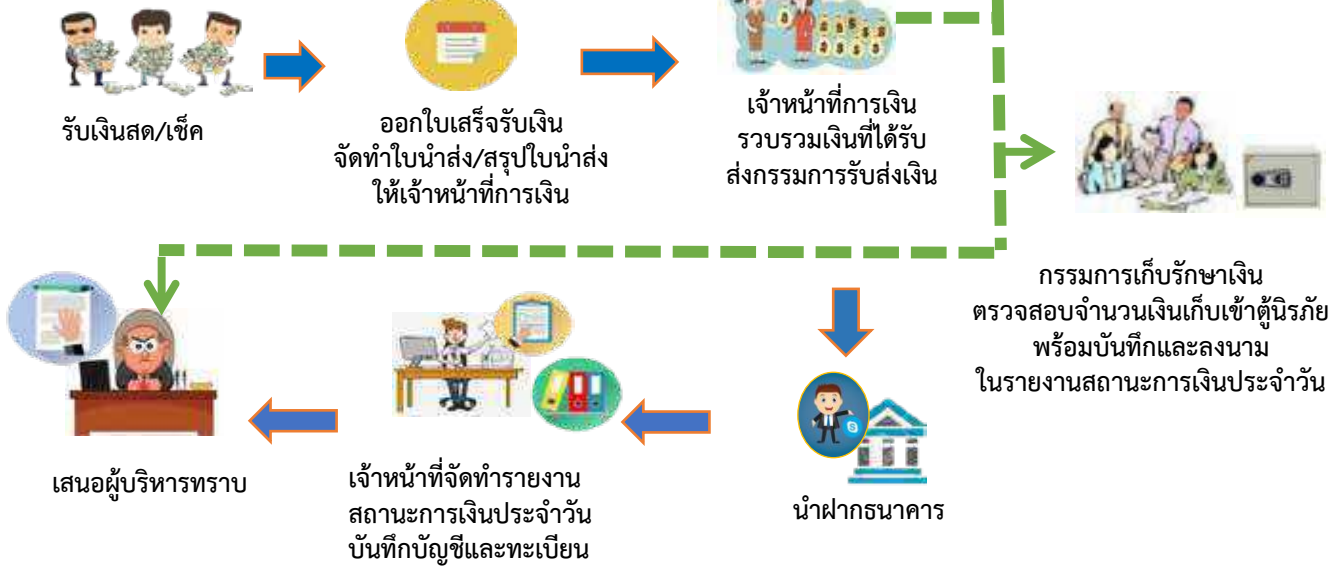 รับเงินสด/เช็ค
ออกใบเสร็จรับเงิน
จัดทำใบนำส่ง/สรุปใบนำส่ง
ให้เจ้าหน้าที่การเงิน
เจ้าหน้าที่การเงิน
รวบรวมเงินที่ได้รับ
ส่งกรรมการรับส่งเงิน
กรรมการเก็บรักษาเงิน
ตรวจสอบจำนวนเงินเก็บเข้าตู้นิรภัย
พร้อมบันทึกและลงนาม
ในรายงานสถานะการเงินประจำวัน
นำฝากธนาคาร
เจ้าหน้าที่จัดทำรายงาน
สถานะการเงินประจำวัน
บันทึกบัญชีและทะเบียน
เสนอผู้บริหารทราบ